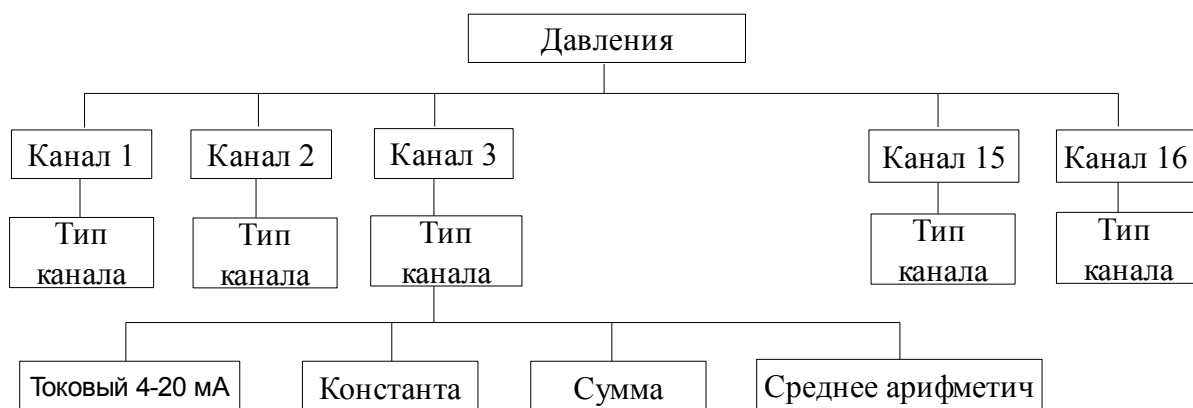 Давления
Канал 1
Канал 2
Канал 3
Канал 15
Канал 16
Тип
канала
Тип
канала
Тип
канала
Тип
канала
Тип
канала
Токовый 4-20 мА
Константа
Сумма
Среднее арифметич